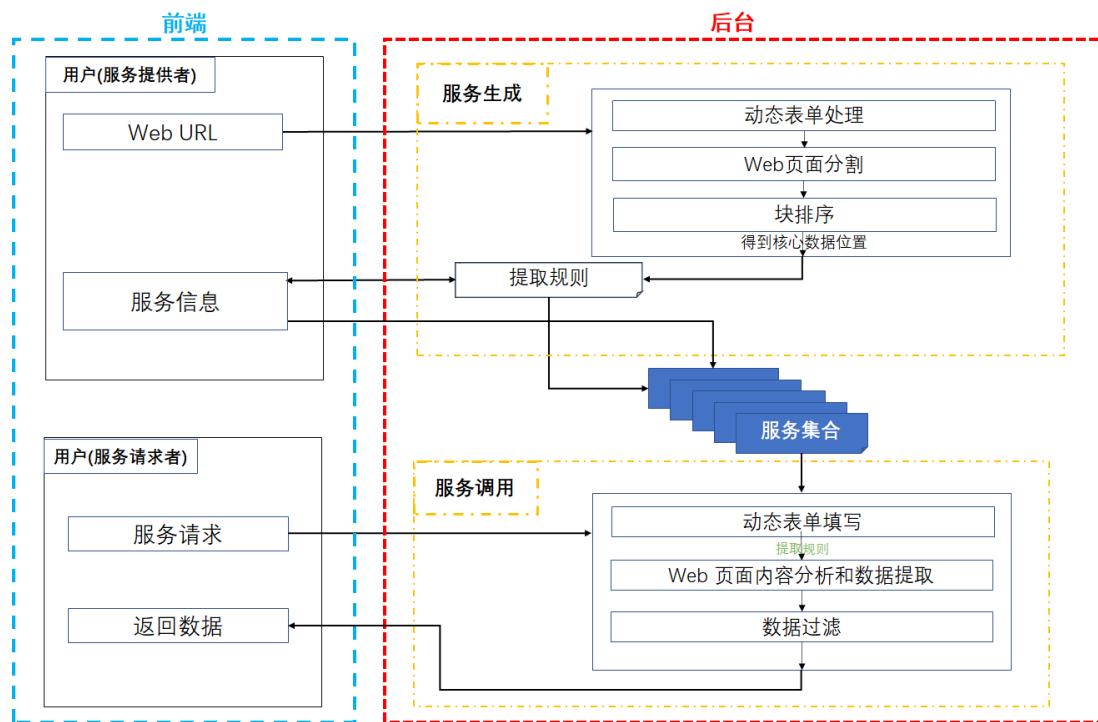 前端
后台
用户(服务提供者)
Web URL
服务信息
服务生成
动态表单处理
Web页面分割
块排序
得到核心数据位置
提取规则
服务集合
用户(服务请求者)
服务请求
返回数据
服务调用
动态表单填写
提取规则
Web 页面内容分析和数据提取
数据过滤